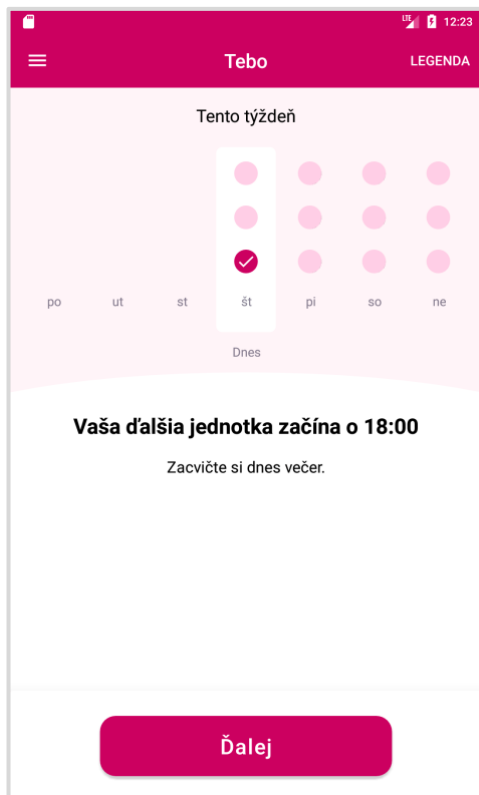 LTE 12:23
Tebo LEGENDA
Tento týždeň
po ut st št pi so ne
Dnes
Vaša ďalšia jednotka začína o 18:00
Zacvičte si dnes večer.
Ďalej